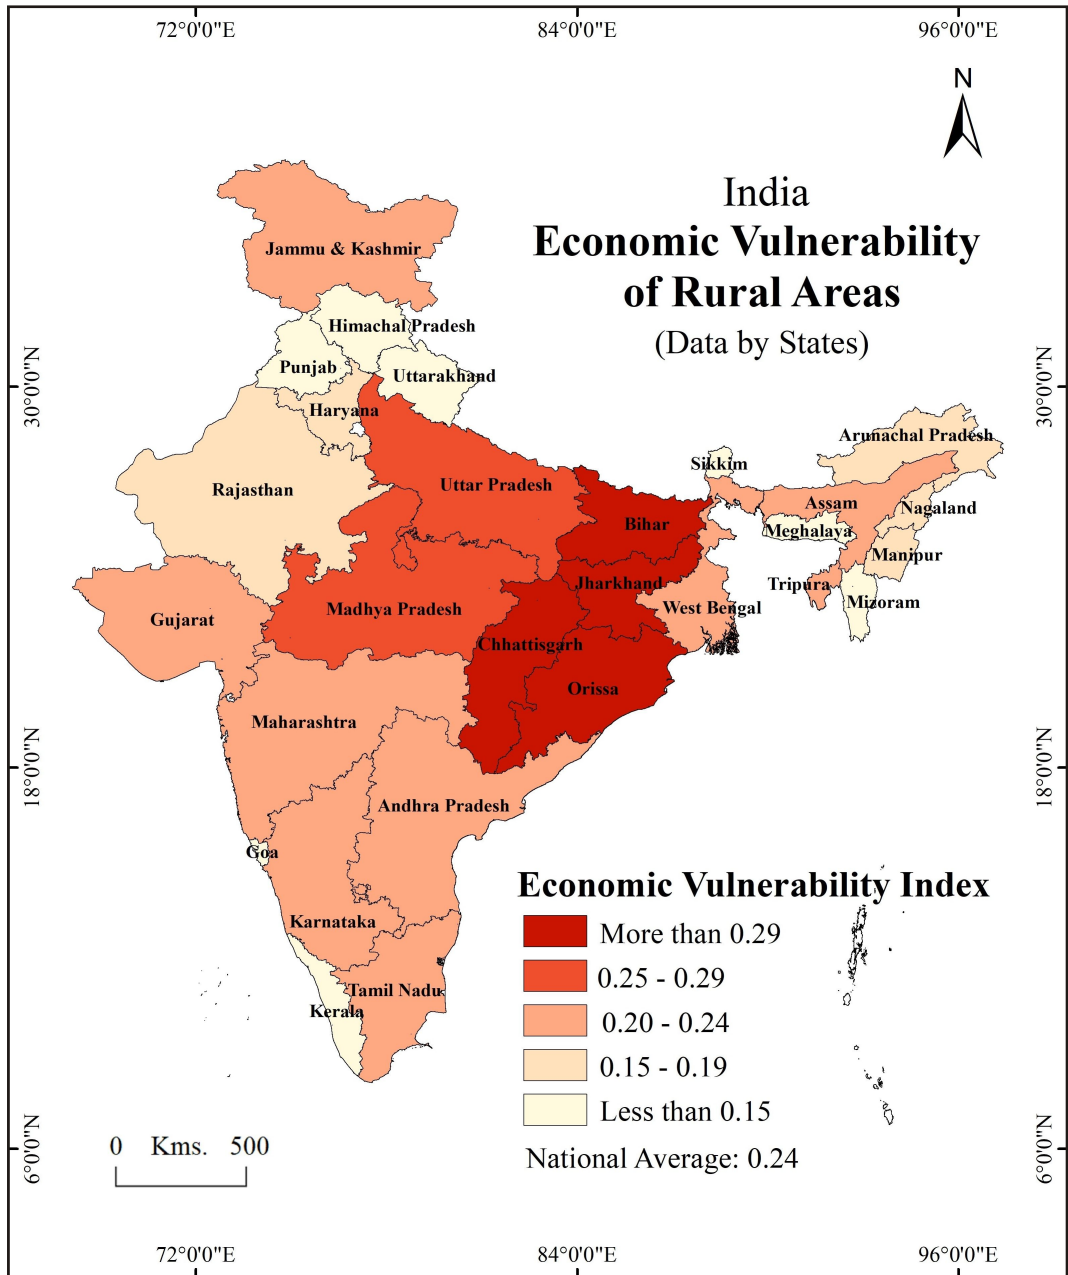 72°0'0"E
84°0'0"E
96°0'0"E
N
India
Economic Vulnerability
of Rural Areas
(Data by States)
Jammu & Kashmir
Himachal Pradesh
Punjab
Uttarakhand
30°0'0"N
30°0'0"N
Haryana
Arunachal Pradesh
Sikkim
Rajasthan
Uttar Pradesh
Assam
Nagaland
Bihar
Meghalaya
Manipur
Jharkhand
Tripura
Mizoram
Madhya Pradesh
West Bengal
Gujarat
Chhattisgarh
Orissa
Maharashtra
18°0'0"N
18°0'0"N
Andhra Pradesh
Goa
Karnataka
Tamil Nadu
Kerala
Economic Vulnerability Index
More than 0.29
0.25 - 0.29
0.20 - 0.24
0.15 - 0.19
Less than 0.15
National Average: 0.24
0 Kms. 500
6°0'0"N
6°0'0"N
72°0'0"E
84°0'0"E
96°0'0"E